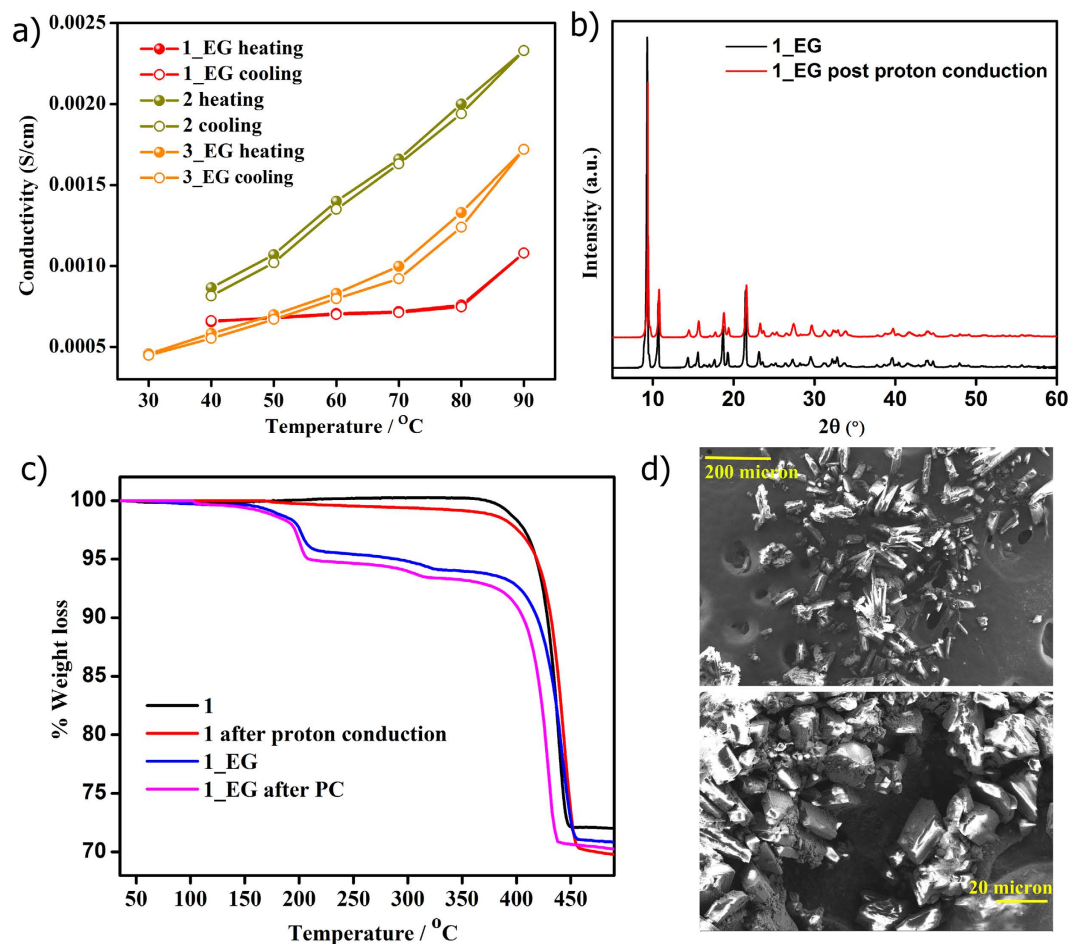 a)
0.0025
0.0020
0.0015
0.0010
0.0005
Conductivity (S/cm)
1_EG heating
1_EG cooling
2 heating
2 cooling
3_EG heating
3_EG cooling
30 40 50 60 70 80 90
Temperature / ᴼC
b)
Intensity (a.u.)
1_EG
1_EG post proton conduction
10 20 30 40 50 60
2θ (°)
c)
100
95
90
85
80
75
70
% Weight loss
1
1 after proton conduction
1_EG
1_EG after PC
50 100 150 200 250 300 350 400 450
Temperature / ᴼC
d)
200 micron
20 micron